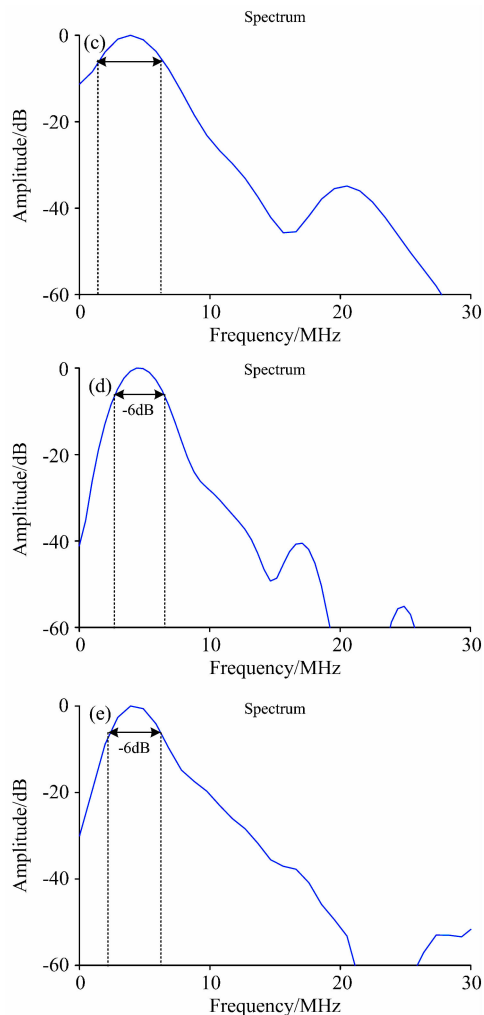 Spectrum
(c)
0
-20
-40
-60
Amplitude/dB
0 10 20 30
Frequency/MHz
Spectrum
(d)
-6dB
0
-20
-40
-60
Amplitude/dB
0 10 20 30
Frequency/MHz
Spectrum
(e)
-6dB
0
-20
-40
-60
Amplitude/dB
0 10 20 30
Frequency/MHz